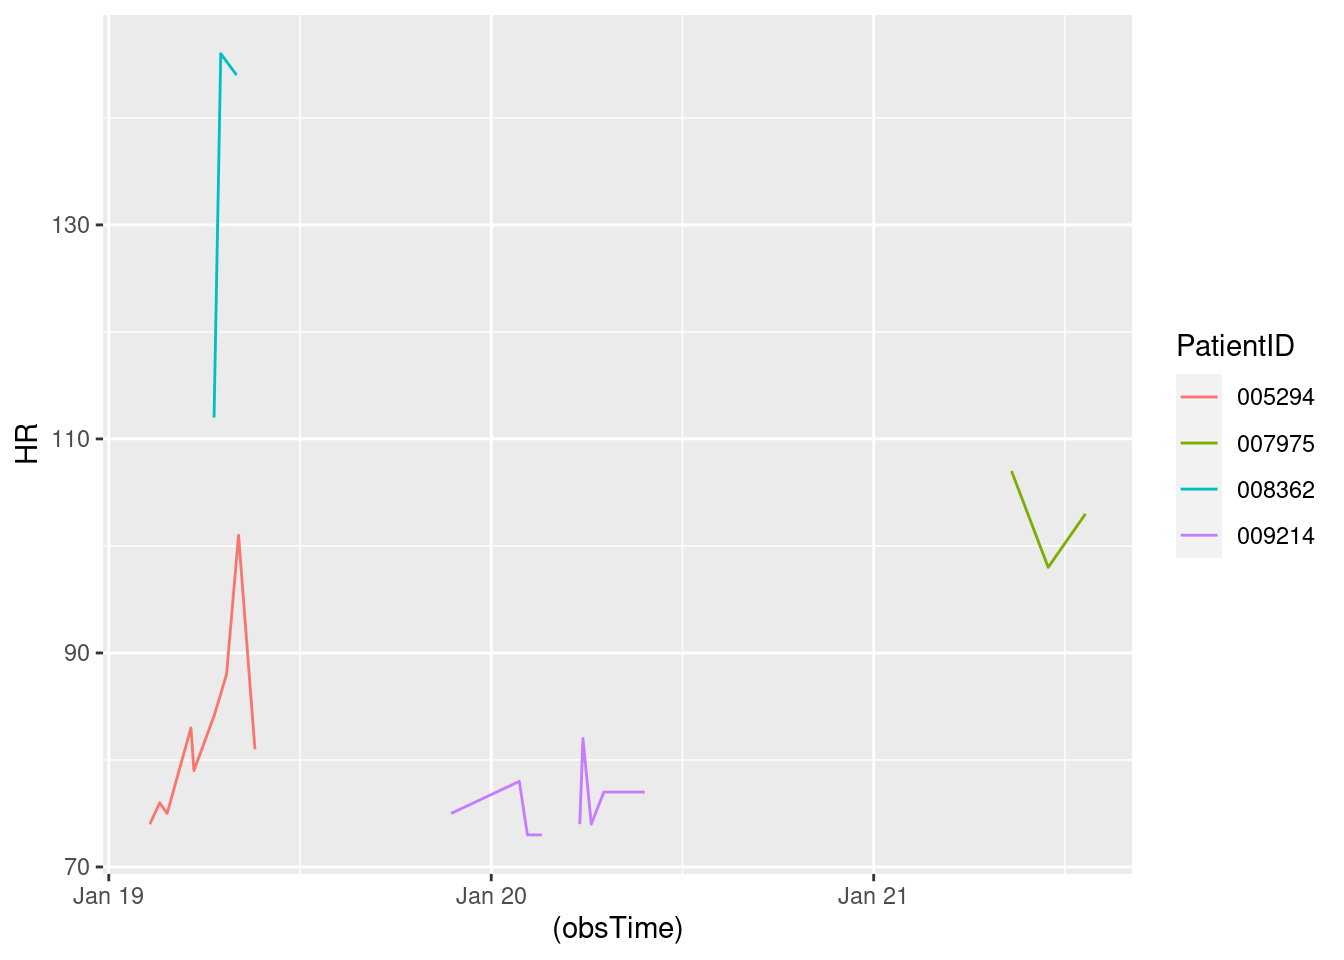 HR
130
110
90
70
Jan 19
Jan 20
Jan 21
(obsTime)
PatientID
005294
007975
008362
009214